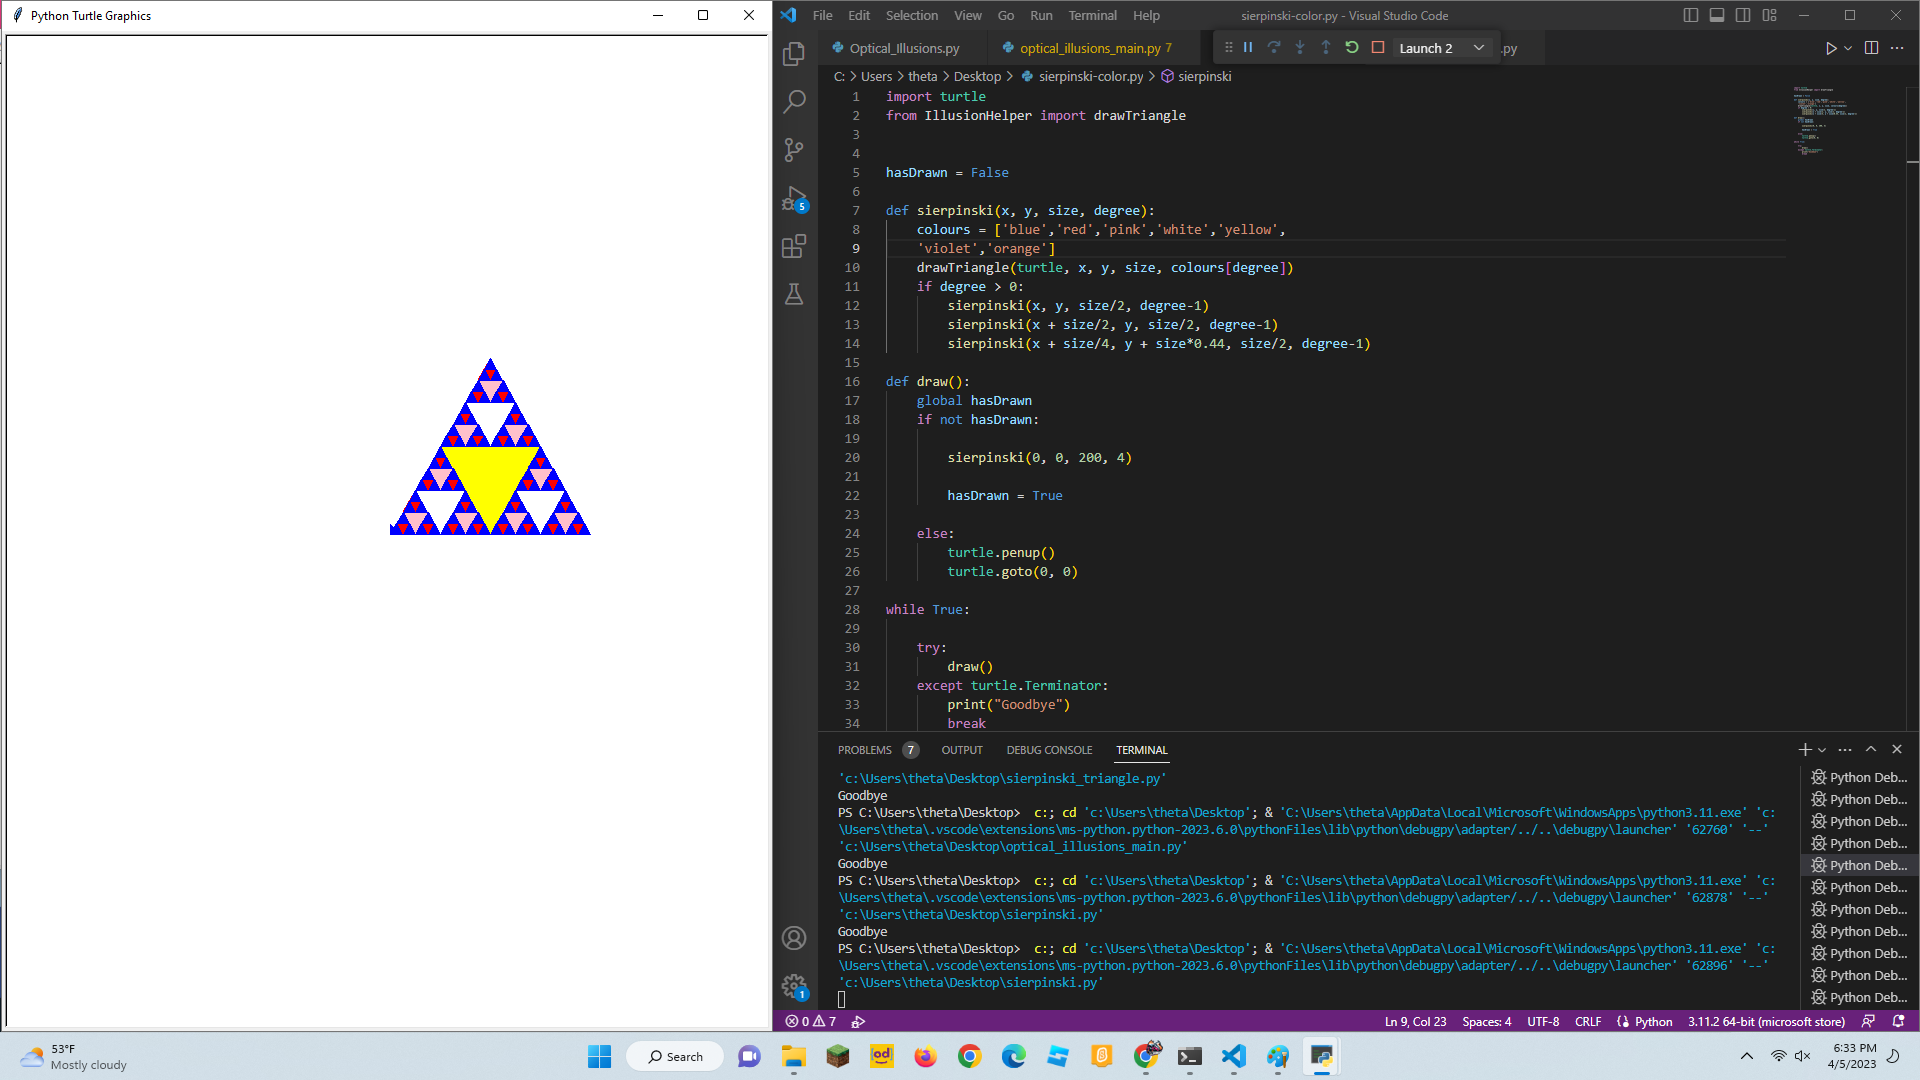 Python Turtle Graphics
File Edit Selection View Go Run Terminal Help
sierpinski-color.py - Visual Studio Code
Optical_Illusions.py
optical_illusions_main.py 7
Launch 2
.py
C: > Users > theta > Desktop > sierpinski-color.py > sierpinski
1 import turtle
2 from IllusionHelper import drawTriangle
3
4
5 hasDrawn = False
6
7 def sierpinski(x, y, size, degree):
8 colours = ['blue','red','pink','white','yellow',
9 'violet','orange']
10 drawTriangle(turtle, x, y, size, colours[degree])
11 if degree > 0:
12 sierpinski(x, y, size/2, degree-1)
13 sierpinski(x + size/2, y, size/2, degree-1)
14 sierpinski(x + size/4, y + size*0.44, size/2, degree-1)
15
16 def draw():
17 global hasDrawn
18 if not hasDrawn:
19
20 sierpinski(0, 0, 200, 4)
21
22 hasDrawn = True
23
24 else:
25 turtle.penup()
26 turtle.goto(0, 0)
27
28 while True:
29
30 try:
31 draw()
32 except turtle.Terminator:
33 print("Goodbye")
34 break
5
PROBLEMS 7 OUTPUT DEBUG CONSOLE TERMINAL
'c:\Users\theta\Desktop\sierpinski_triangle.py'
Goodbye
PS C:\Users\theta\Desktop> c:; cd 'c:\Users\theta\Desktop'; & 'C:\Users\theta\AppData\Local\Microsoft\WindowsApps\python3.11.exe' 'c:
\Users\theta\.vscode\extensions\ms-python.python-2023.6.0\pythonFiles\lib\python\debugpy\adapter/../..\debugpy\launcher' '62760' '--'
'c:\Users\theta\Desktop\optical_illusions_main.py'
Goodbye
PS C:\Users\theta\Desktop> c:; cd 'c:\Users\theta\Desktop'; & 'C:\Users\theta\AppData\Local\Microsoft\WindowsApps\python3.11.exe' 'c:
\Users\theta\.vscode\extensions\ms-python.python-2023.6.0\pythonFiles\lib\python\debugpy\adapter/../..\debugpy\launcher' '62878' '--'
'c:\Users\theta\Desktop\sierpinski.py'
Goodbye
PS C:\Users\theta\Desktop> c:; cd 'c:\Users\theta\Desktop'; & 'C:\Users\theta\AppData\Local\Microsoft\WindowsApps\python3.11.exe' 'c:
\Users\theta\.vscode\extensions\ms-python.python-2023.6.0\pythonFiles\lib\python\debugpy\adapter/../..\debugpy\launcher' '62896' '--'
'c:\Users\theta\Desktop\sierpinski.py'
Python Deb...
Python Deb...
Python Deb...
Python Deb...
Python Deb...
Python Deb...
Python Deb...
Python Deb...
Python Deb...
Python Deb...
Python Deb...
1
0 7
Ln 9, Col 23 Spaces: 4 UTF-8 CRLF Python 3.11.2 64-bit (microsoft store)
53°F
Mostly cloudy
Search
od
6:33 PM
4/5/2023